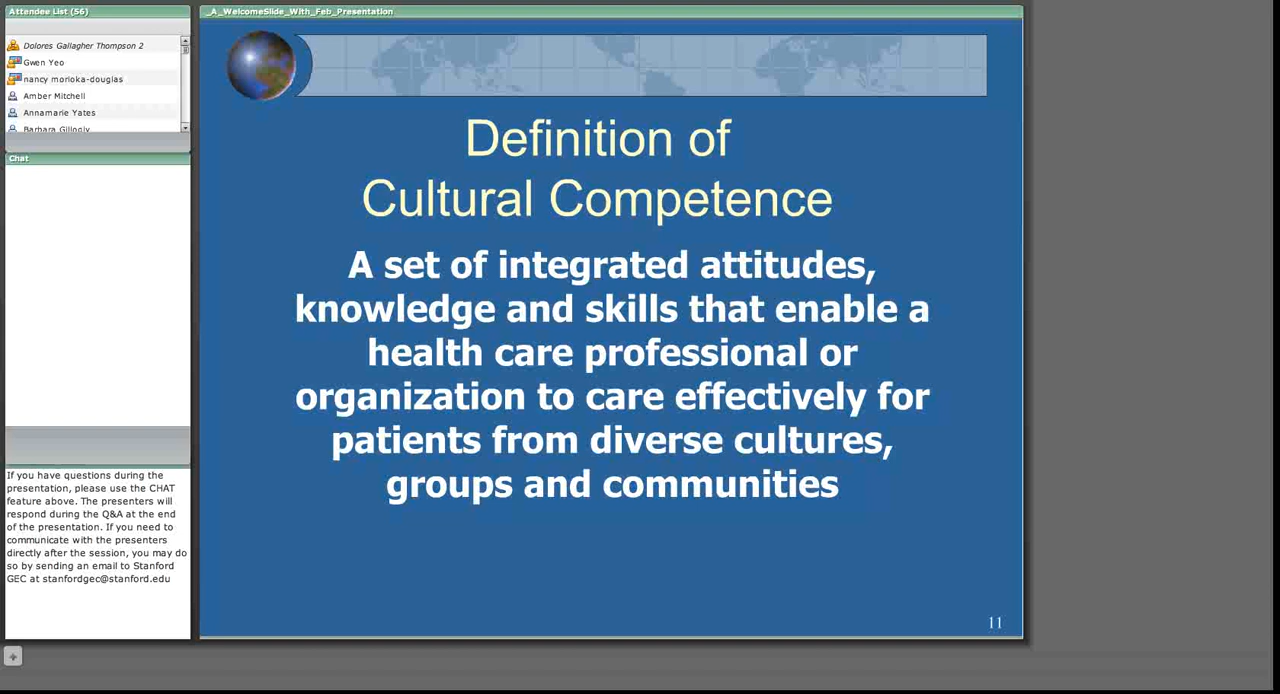 Attendee List (56)
Dolores Gallagher Thompson 2
Gwen Yeo
nancy morioka-douglas
Amber Mitchell
Annamarie Yates
Barbara Gillogly
Chat
If you have questions during the
presentation, please use the CHAT
feature above. The presenters will
respond during the Q&A at the end
of the presentation. If you need to
communicate with the presenters
directly after the session, you may do
so by sending an email to Stanford
GEC at stanfordgec@stanford.edu
_A_WelcomeSlide_With_Feb_Presentation
Definition of
Cultural Competence
A set of integrated attitudes,
knowledge and skills that enable a
health care professional or
organization to care effectively for
patients from diverse cultures,
groups and communities
11